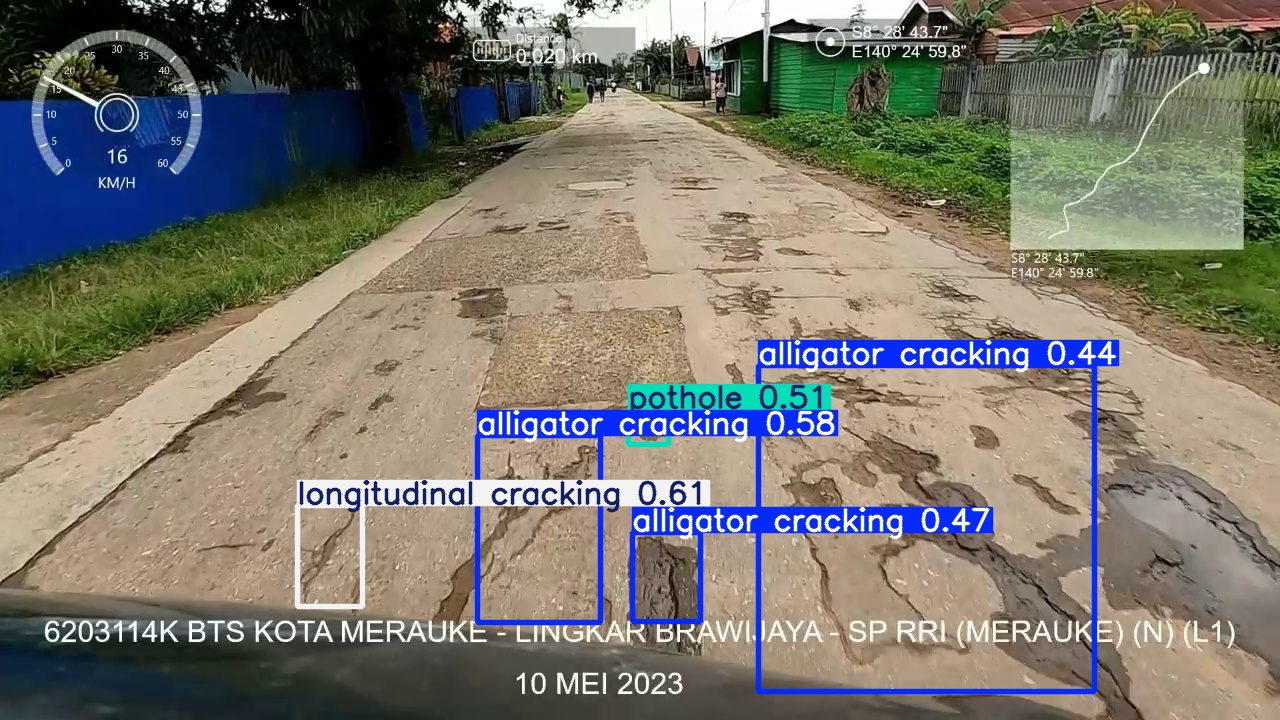 0
5
10
15
20
25
30
35
40
45
50
55
60
16
KM/H
Distance
0.020 km
S8° 28' 43.7"
E140° 24' 59.8"
S8° 28' 43.7"
E140° 24' 59.8"
alligator cracking 0.44
pothole 0.51
alligator cracking 0.58
longitudinal cracking 0.61
alligator cracking 0.47
6203114K BTS KOTA MERAUKE - LINGKAR BRAWIJAYA - SP RRI (MERAUKE) (N) (L1)
10 MEI 2023